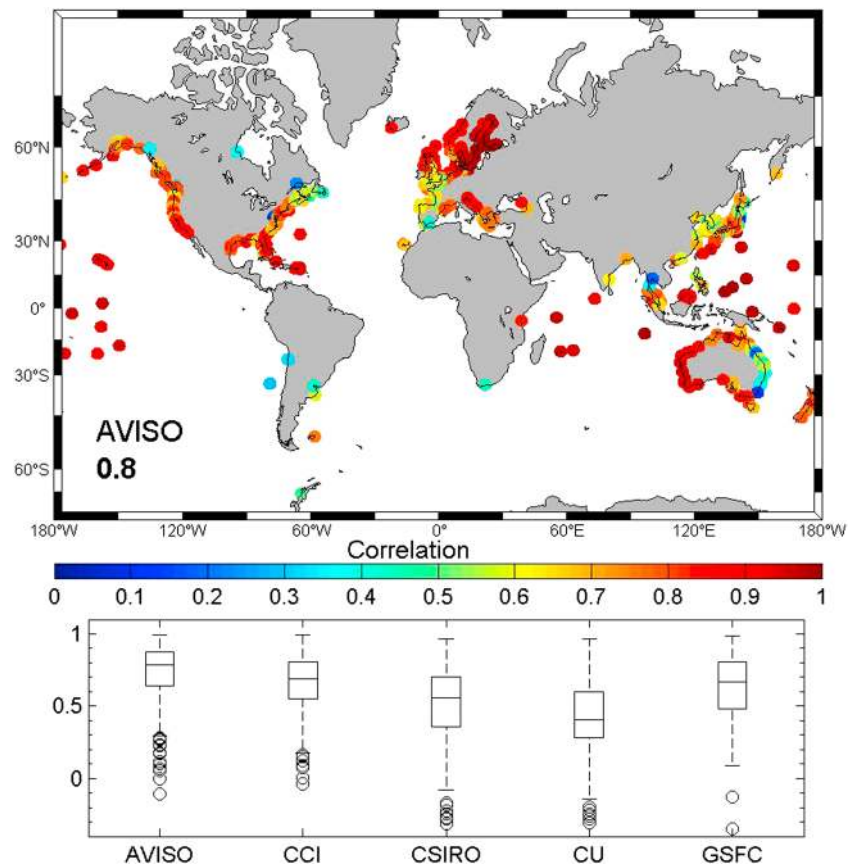 60°N
30°N
0°
30°S
60°S
AVISO
0.8
180°W 120°W 60°W 0°E 60°E 120°E 180°W
Correlation
0 0.1 0.2 0.3 0.4 0.5 0.6 0.7 0.8 0.9 1
1
0.5
0
AVISO CCI CSIRO CU GSFC